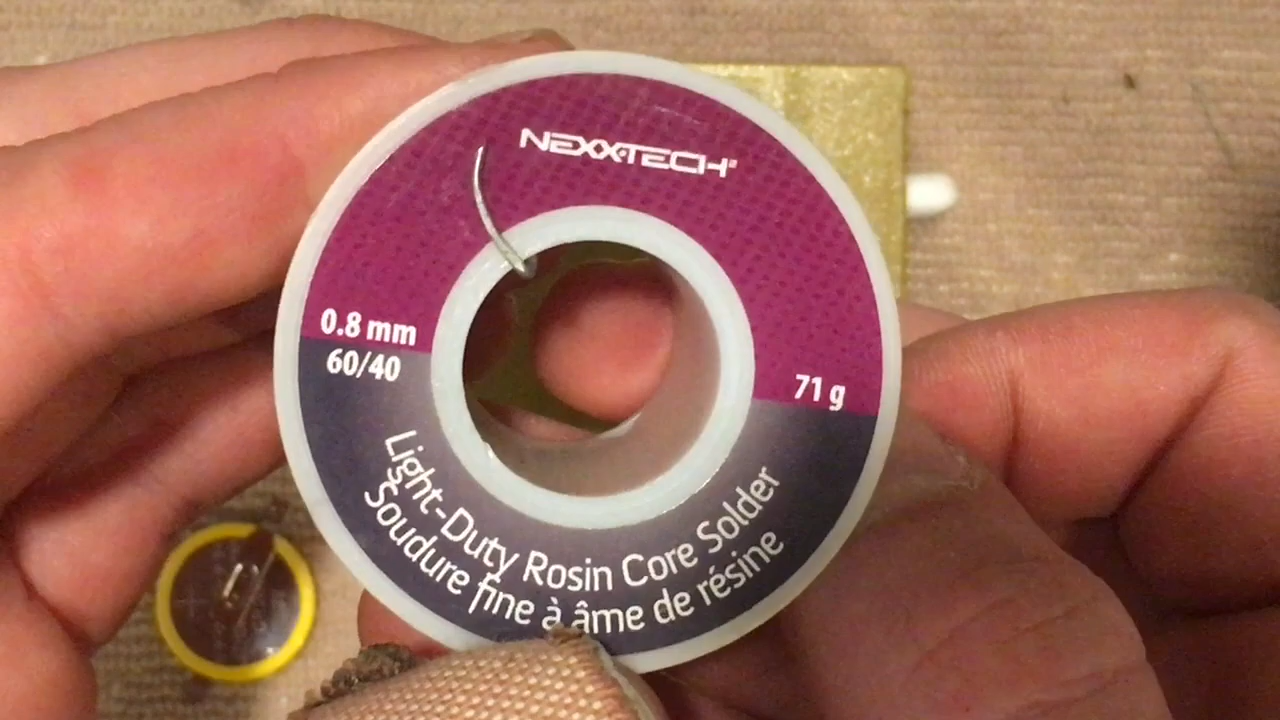 NEXXTECH
0.8 mm
60/40
71 g
Light-Duty Rosin Core Solder
Soudure fine à âme de résine